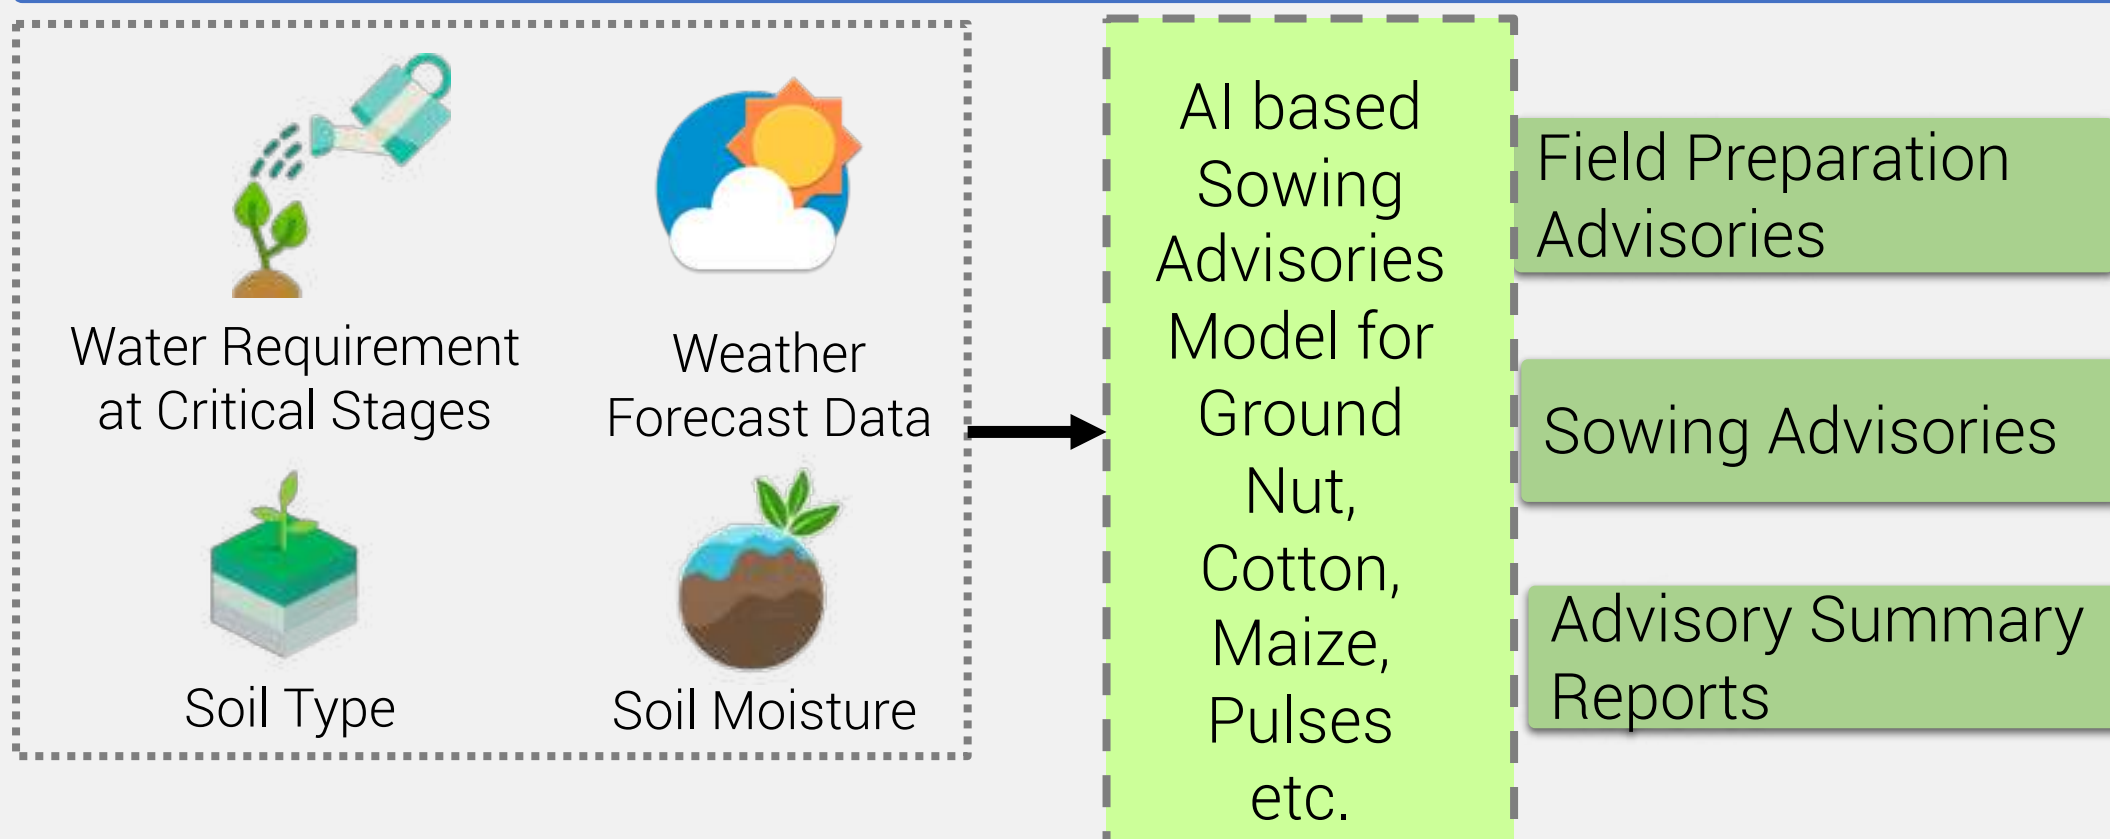 Water Requirement
at Critical Stages
Weather
Forecast Data
Soil Type
Soil Moisture
AI based
Sowing
Advisories
Model for
Ground
Nut,
Cotton,
Maize,
Pulses
etc.
Field Preparation
Advisories
Sowing Advisories
Advisory Summary
Reports